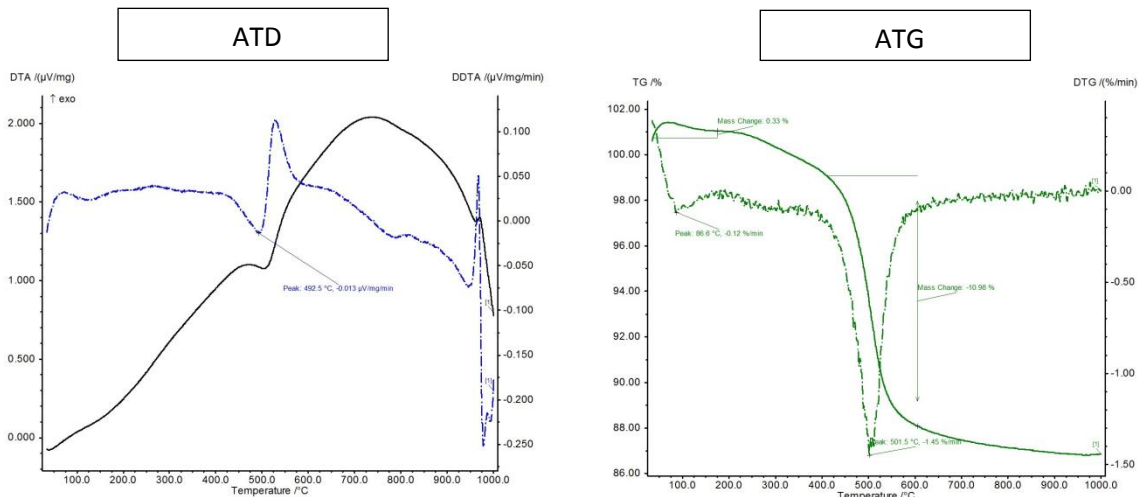 ATD
ATG
DTA /(µV/mg)
DDTA /(µV/mg/min)
↑ exo
2.000
1.500
1.000
0.500
0.000
0.100
0.050
0.000
-0.050
-0.100
-0.150
-0.200
-0.250
Peak: 492.5 °C, -0.013 µV/mg/min
[1]
[1]
100.0 200.0 300.0 400.0 500.0 600.0 700.0 800.0 900.0 1000.0
Temperature /°C
TG /%
DTG /(%/min)
102.00
100.00
98.00
96.00
94.00
92.00
90.00
88.00
86.00
0.00
-0.50
-1.00
-1.50
Mass Change: 0.33 %
Peak: 86.6 °C, -0.12 %/min
Mass Change: -10.98 %
Peak: 501.5 °C, -1.45 %/min
[1]
[1]
100.0 200.0 300.0 400.0 500.0 600.0 700.0 800.0 900.0 1000.0
Temperature /°C